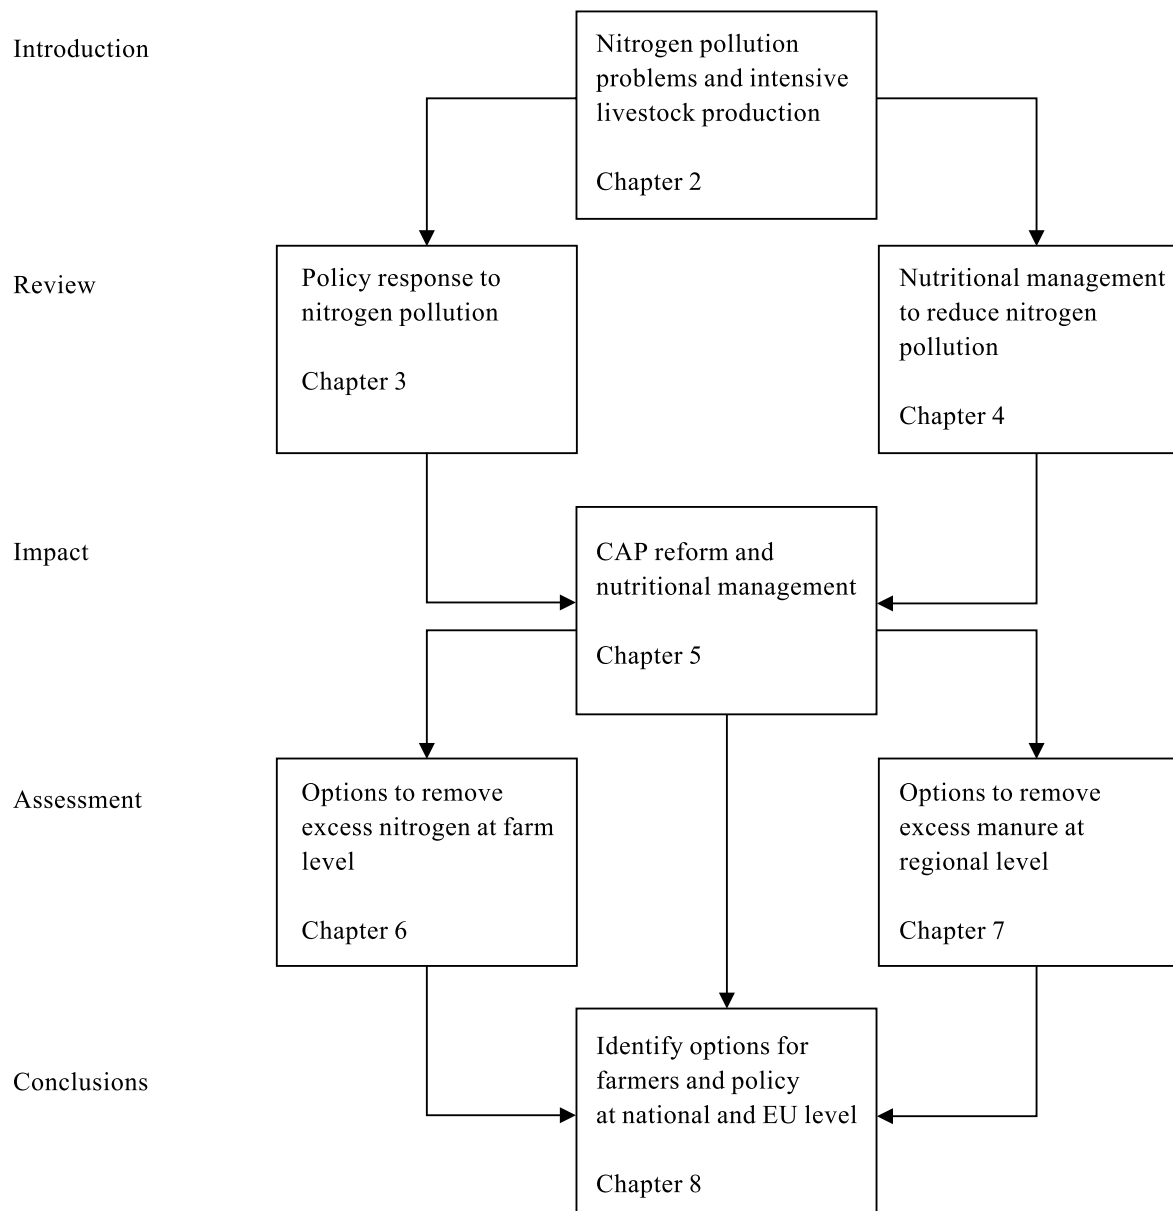 Introduction
Nitrogen pollution
problems and intensive
livestock production
Chapter 2
Review
Policy response to
nitrogen pollution
Chapter 3
Nutritional management
to reduce nitrogen
pollution
Chapter 4
Impact
CAP reform and
nutritional management
Chapter 5
Assessment
Options to remove
excess nitrogen at farm
level
Chapter 6
Options to remove
excess manure at
regional level
Chapter 7
Conclusions
Identify options for
farmers and policy
at national and EU level
Chapter 8